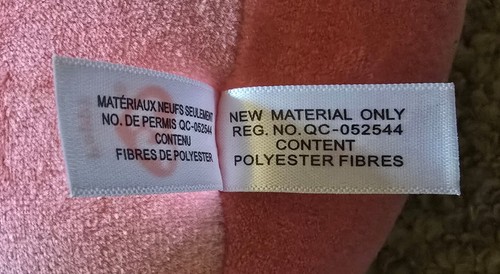 MATÉRIAUX NEUFS SEULEMENT
NO. DE PERMIS QC-052544
CONTENU
FIBRES DE POLYESTER
NEW MATERIAL ONLY
REG. NO. QC-052544
CONTENT
POLYESTER FIBRES